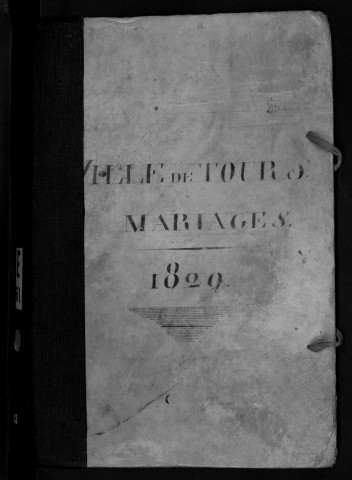 VILLE DE TOURS.
MARIAGES.
1829.